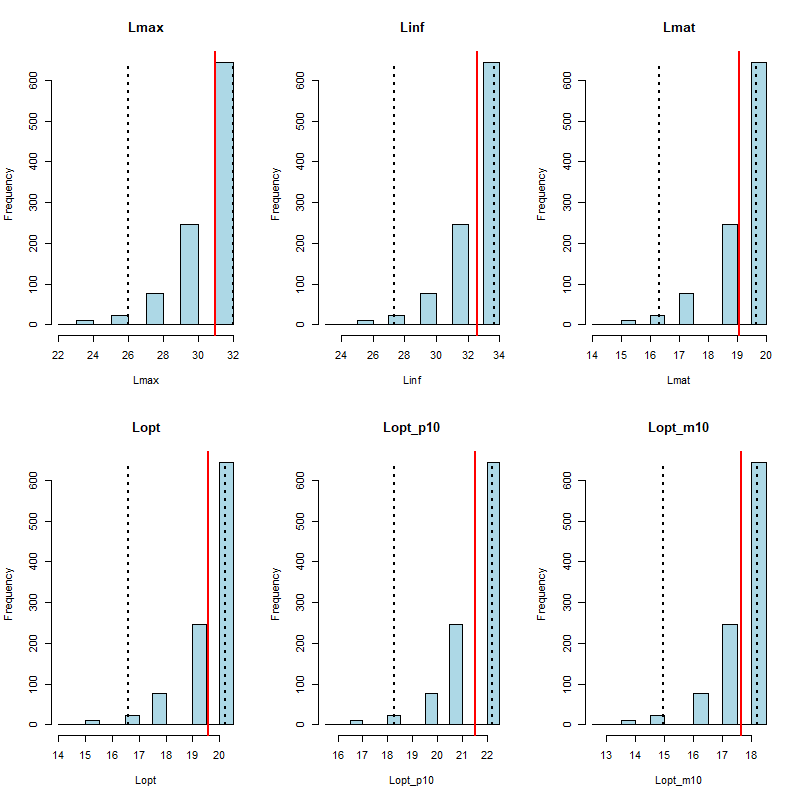 Lmax
Frequency
0 100 200 300 400 500 600
22 24 26 28 30 32
Lmax
Linf
Frequency
0 100 200 300 400 500 600
24 26 28 30 32 34
Linf
Lmat
Frequency
0 100 200 300 400 500 600
14 15 16 17 18 19 20
Lmat
Lopt
Frequency
0 100 200 300 400 500 600
14 15 16 17 18 19 20
Lopt
Lopt_p10
Frequency
0 100 200 300 400 500 600
16 17 18 19 20 21 22
Lopt_p10
Lopt_m10
Frequency
0 100 200 300 400 500 600
13 14 15 16 17 18
Lopt_m10